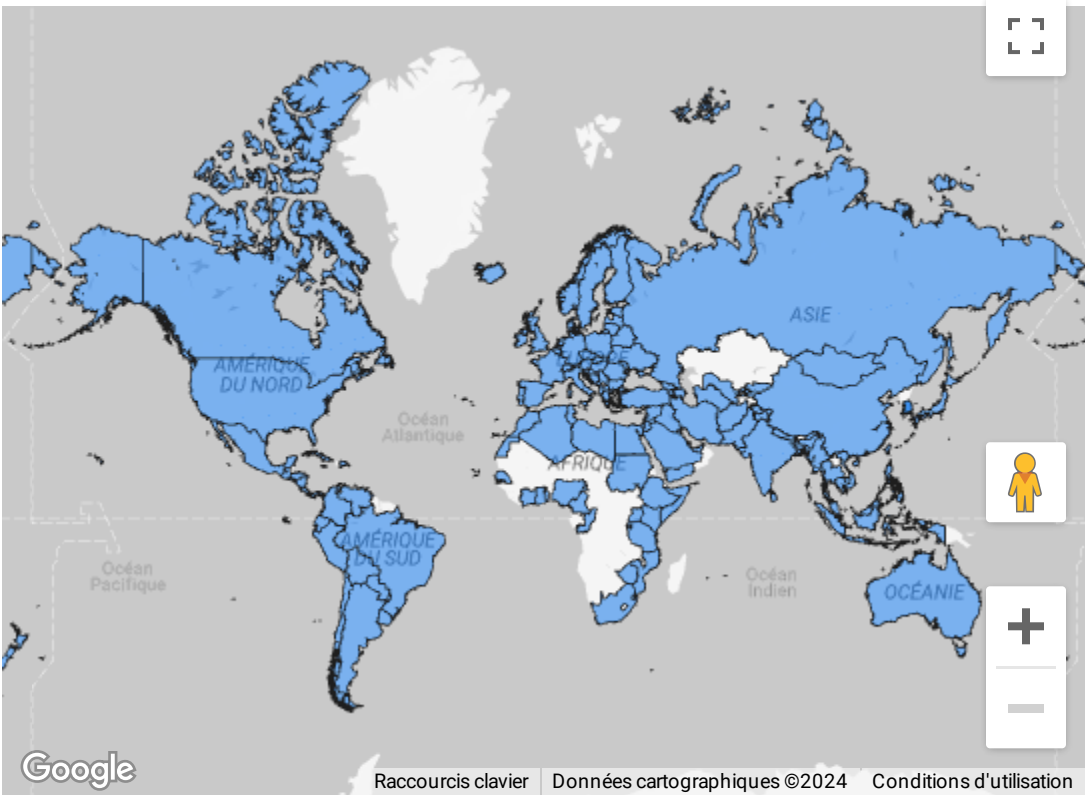 ASIE
EUROPE
AMÉRIQUE
DU NORD
Océan
Atlantique
AFRIQUE
AMÉRIQUE
DU SUD
Océan
Pacifique
Océan
Indien
OCÉANIE
Google
Raccourcis clavier
Données cartographiques ©2024
Conditions d'utilisation